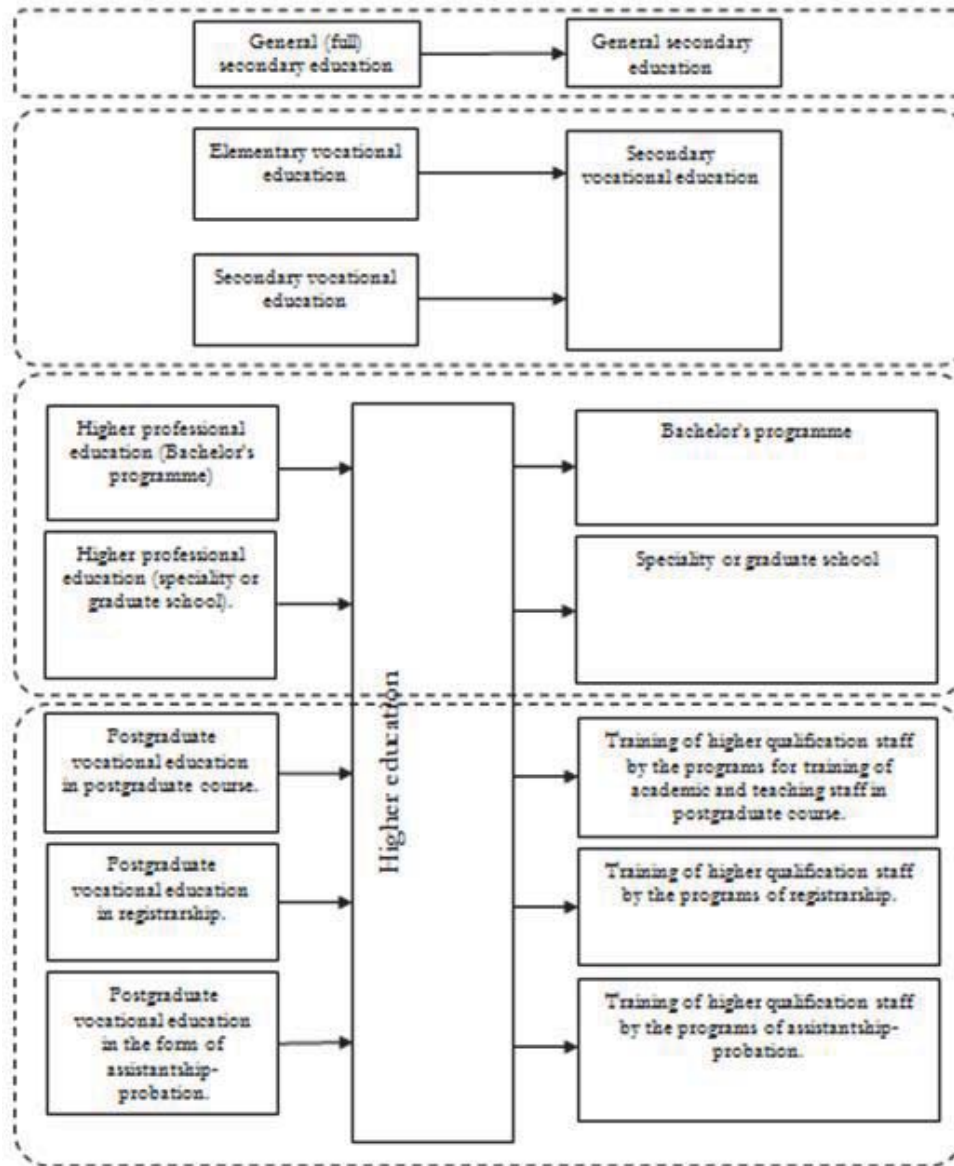 General (full)
secondary education
General secondary
education
Elementary vocational
education
Secondary
vocational education
Secondary vocational
education
Higher professional
education (Bachelor's
programme)
Higher education
Bachelor's programme
Higher professional
education (speciality or
graduate school).
Speciality or graduate school
Postgraduate
vocational education
in postgraduate course.
Training of higher qualification staff
by the programs for training of
academic and teaching staff in
postgraduate course.
Postgraduate
vocational education
in registrarship.
Training of higher qualification staff
by the programs of registrarship.
Postgraduate
vocational education
in the form of
assistantship-
probation.
Training of higher qualification staff
by the programs of assistantship-
probation.